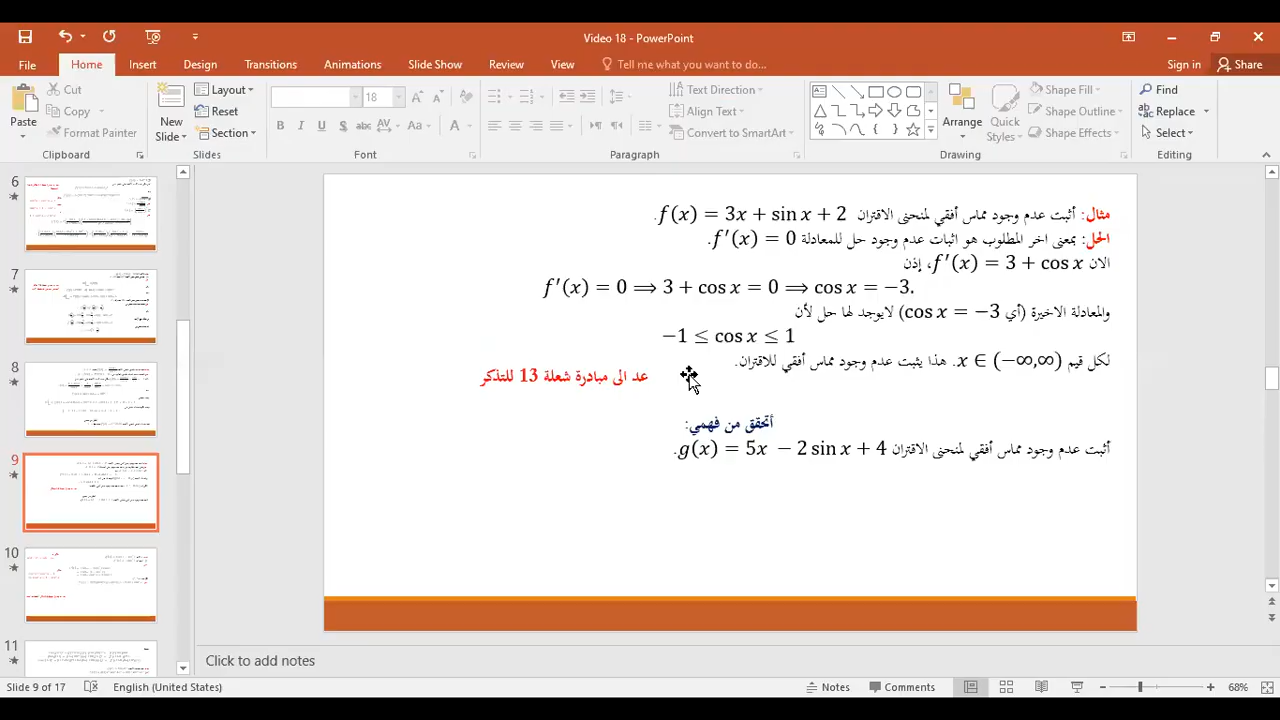 Video 18 - PowerPoint
File Home Insert Design Transitions Animations Slide Show Review View Tell me what you want to do... Sign in Share
Paste Cut Copy Format Painter
New Slide Layout Reset Section
18
Text Direction Align Text Convert to SmartArt
Arrange Quick Styles Shape Fill Shape Outline Shape Effects
Find Replace Select
Clipboard Slides Font Paragraph Drawing Editing
6
7
8
9
10
11
مثال: أثبت عدم وجود مماس أفقي لمنحنى الاقتران f(x) = 3x + sin x + 2.
الحل: بمعنى اخر المطلوب هو اثبات عدم وجود حل للمعادلة f′(x) = 0.
الان f′(x) = 3 + cos x، إذن
f′(x) = 0 ⟹ 3 + cos x = 0 ⟹ cos x = −3.
والمعادلة الاخيرة (أي cos x = −3) لايوجد لها حل لأن
−1 ≤ cos x ≤ 1
لكل قيم x ∈ (−∞,∞). هذا يثبت عدم وجود مماس أفقي للاقتران.
عد الى مبادرة شعلة 13 للتذكر
أتحقق من فهمي:
أثبت عدم وجود مماس أفقي لمنحنى الاقتران g(x) = 5x − 2 sin x + 4.
Click to add notes
Slide 9 of 17 English (United States) Notes Comments 68%